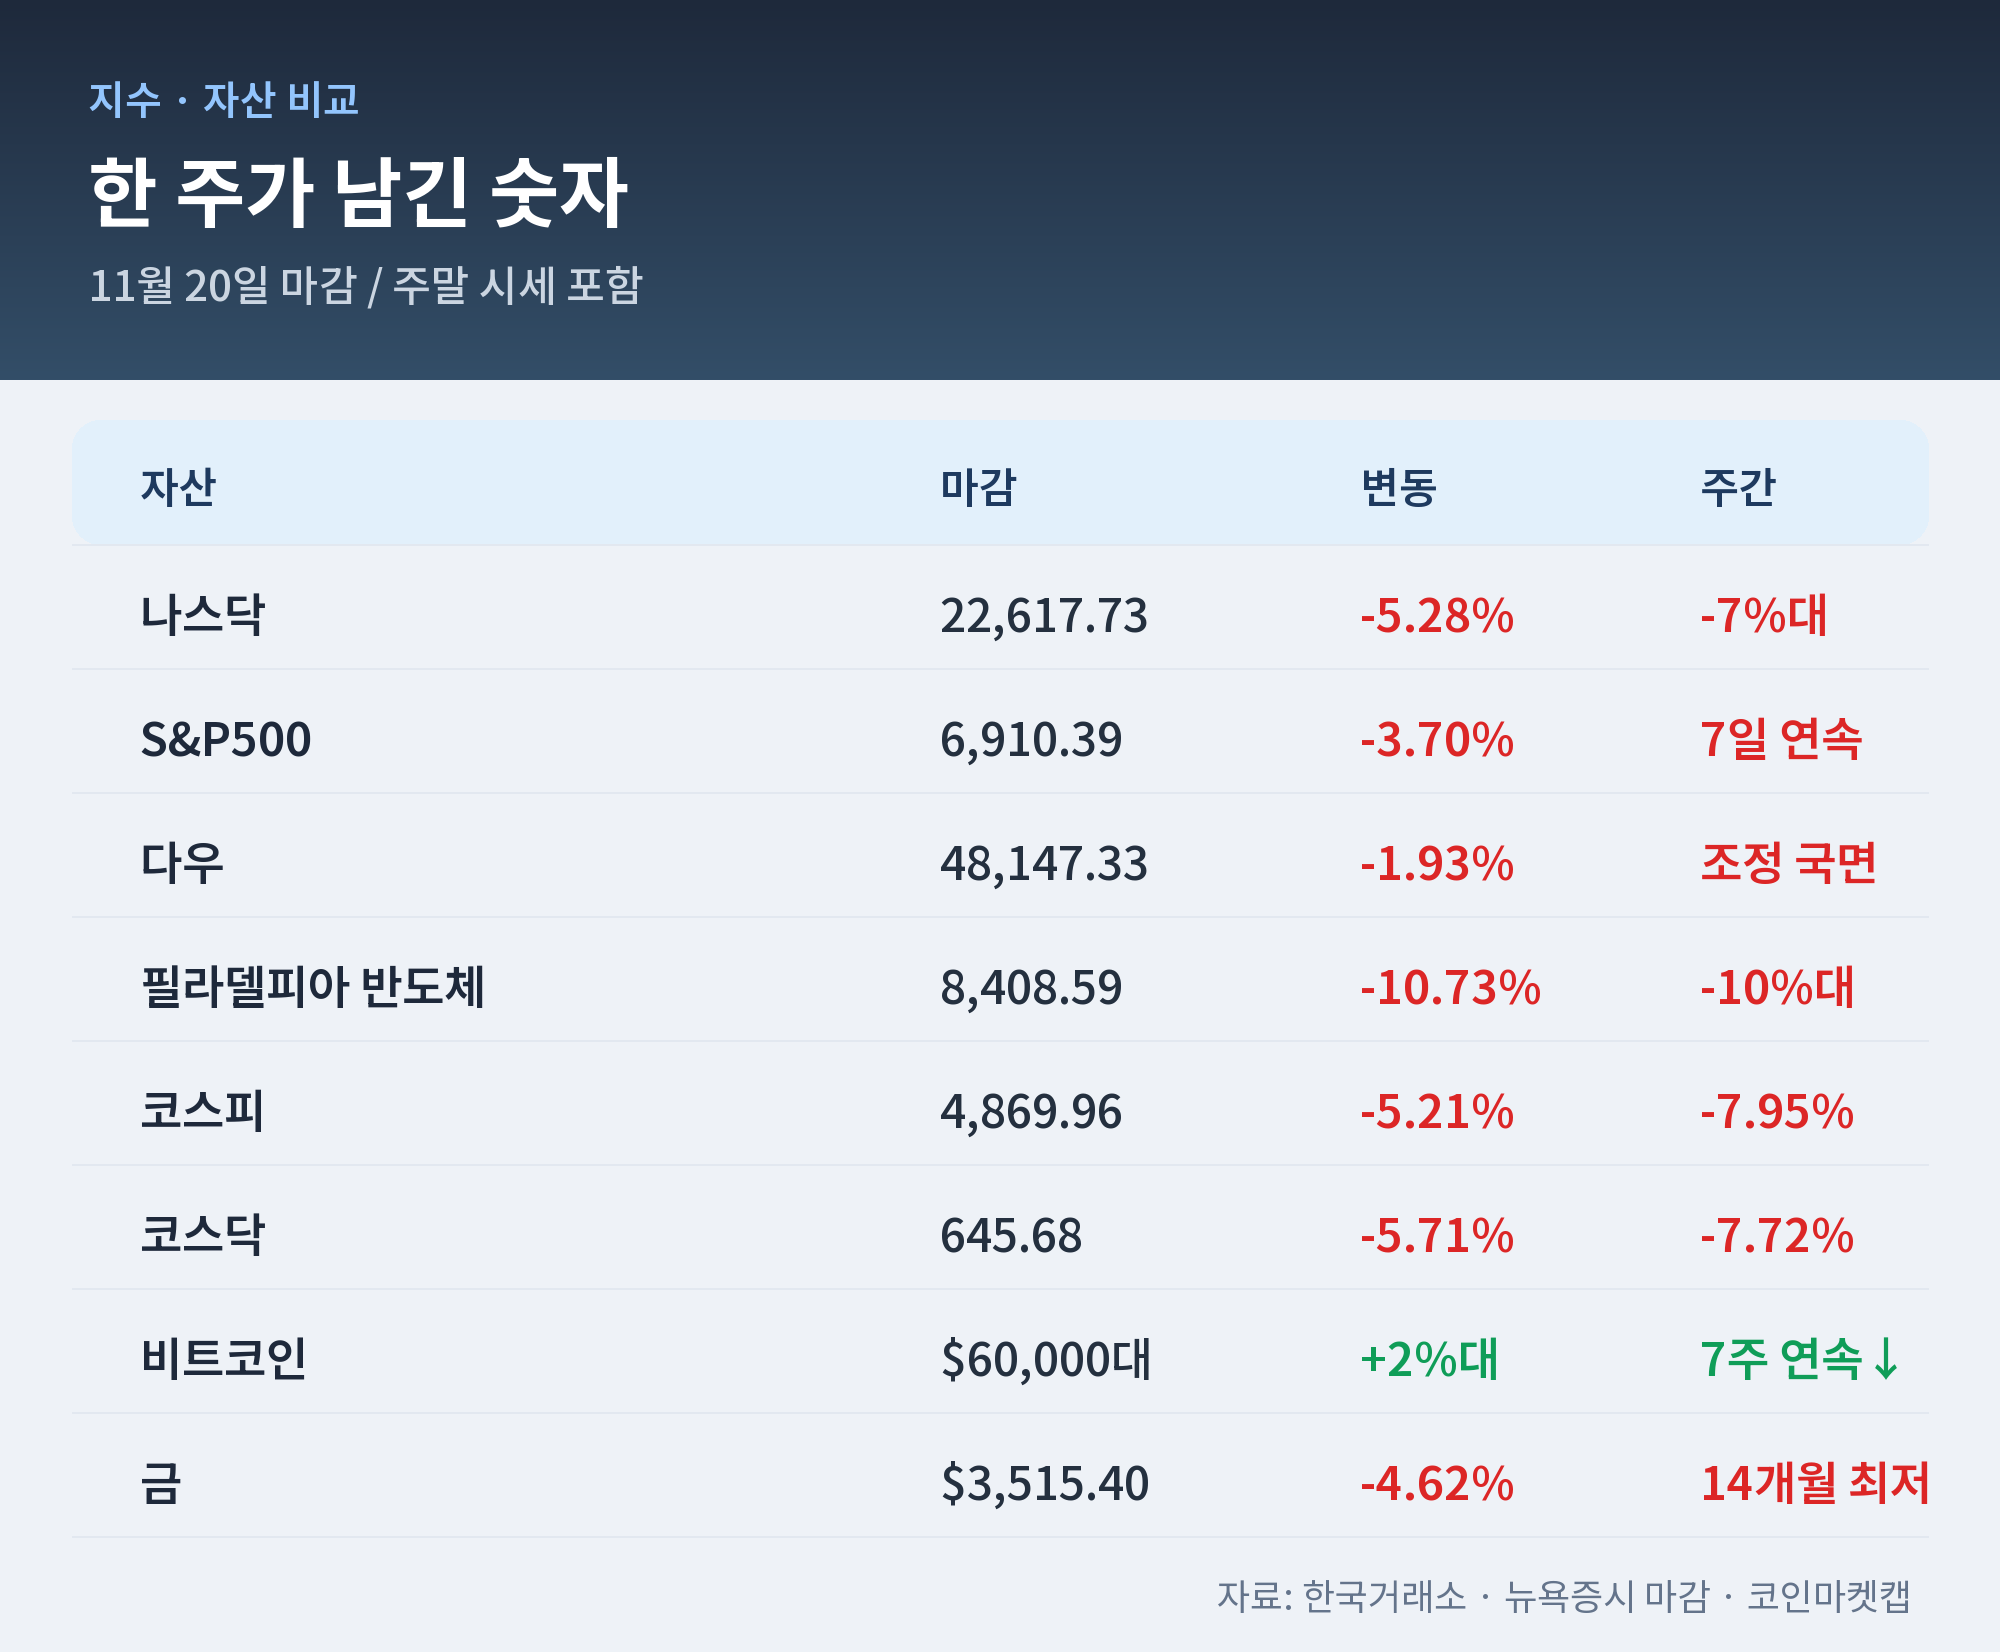 지수 · 자산 비교
한 주가 남긴 숫자
11월 20일 마감 / 주말 시세 포함
자산 마감 변동 주간
나스닥 22,617.73 -5.28% -7%대
S&P500 6,910.39 -3.70% 7일 연속
다우 48,147.33 -1.93% 조정 국면
필라델피아 반도체 8,408.59 -10.73% -10%대
코스피 4,869.96 -5.21% -7.95%
코스닥 645.68 -5.71% -7.72%
비트코인 $60,000대 +2%대 7주 연속↓
금 $3,515.40 -4.62% 14개월 최저
자료: 한국거래소 · 뉴욕증시 마감 · 코인마켓캡